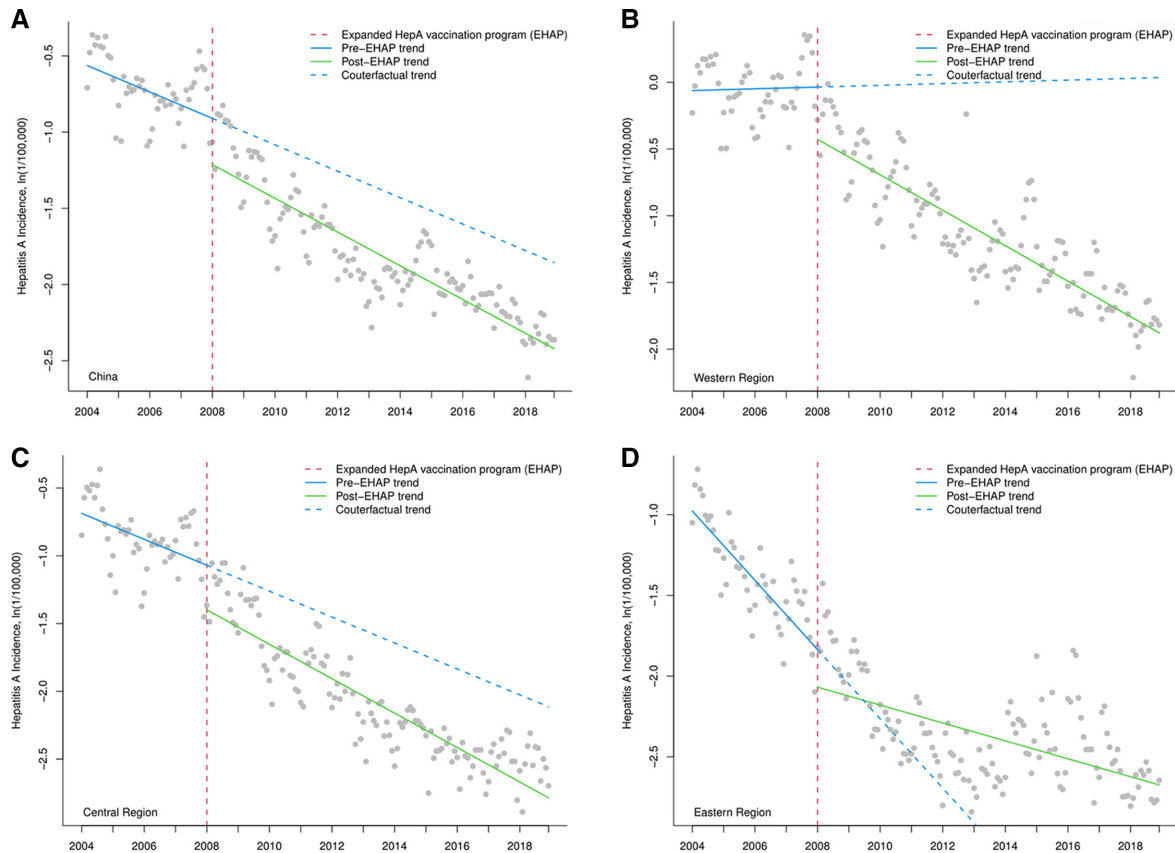 A
Expanded HepA vaccination program (EHAP)
Pre−EHAP trend
Post−EHAP trend
Couterfactual trend
Hepatitis A Incidence, ln(1/100,000)
−0.5
−1.0
−1.5
−2.0
−2.5
China
2004 2006 2008 2010 2012 2014 2016 2018
B
Expanded HepA vaccination program (EHAP)
Pre−EHAP trend
Post−EHAP trend
Couterfactual trend
Hepatitis A Incidence, ln(1/100,000)
0.0
−0.5
−1.0
−1.5
−2.0
Western Region
2004 2006 2008 2010 2012 2014 2016 2018
C
Expanded HepA vaccination program (EHAP)
Pre−EHAP trend
Post−EHAP trend
Couterfactual trend
Hepatitis A Incidence, ln(1/100,000)
−0.5
−1.0
−1.5
−2.0
−2.5
Central Region
2004 2006 2008 2010 2012 2014 2016 2018
D
Expanded HepA vaccination program (EHAP)
Pre−EHAP trend
Post−EHAP trend
Couterfactual trend
Hepatitis A Incidence, ln(1/100,000)
−1.0
−1.5
−2.0
−2.5
Eastern Region
2004 2006 2008 2010 2012 2014 2016 2018